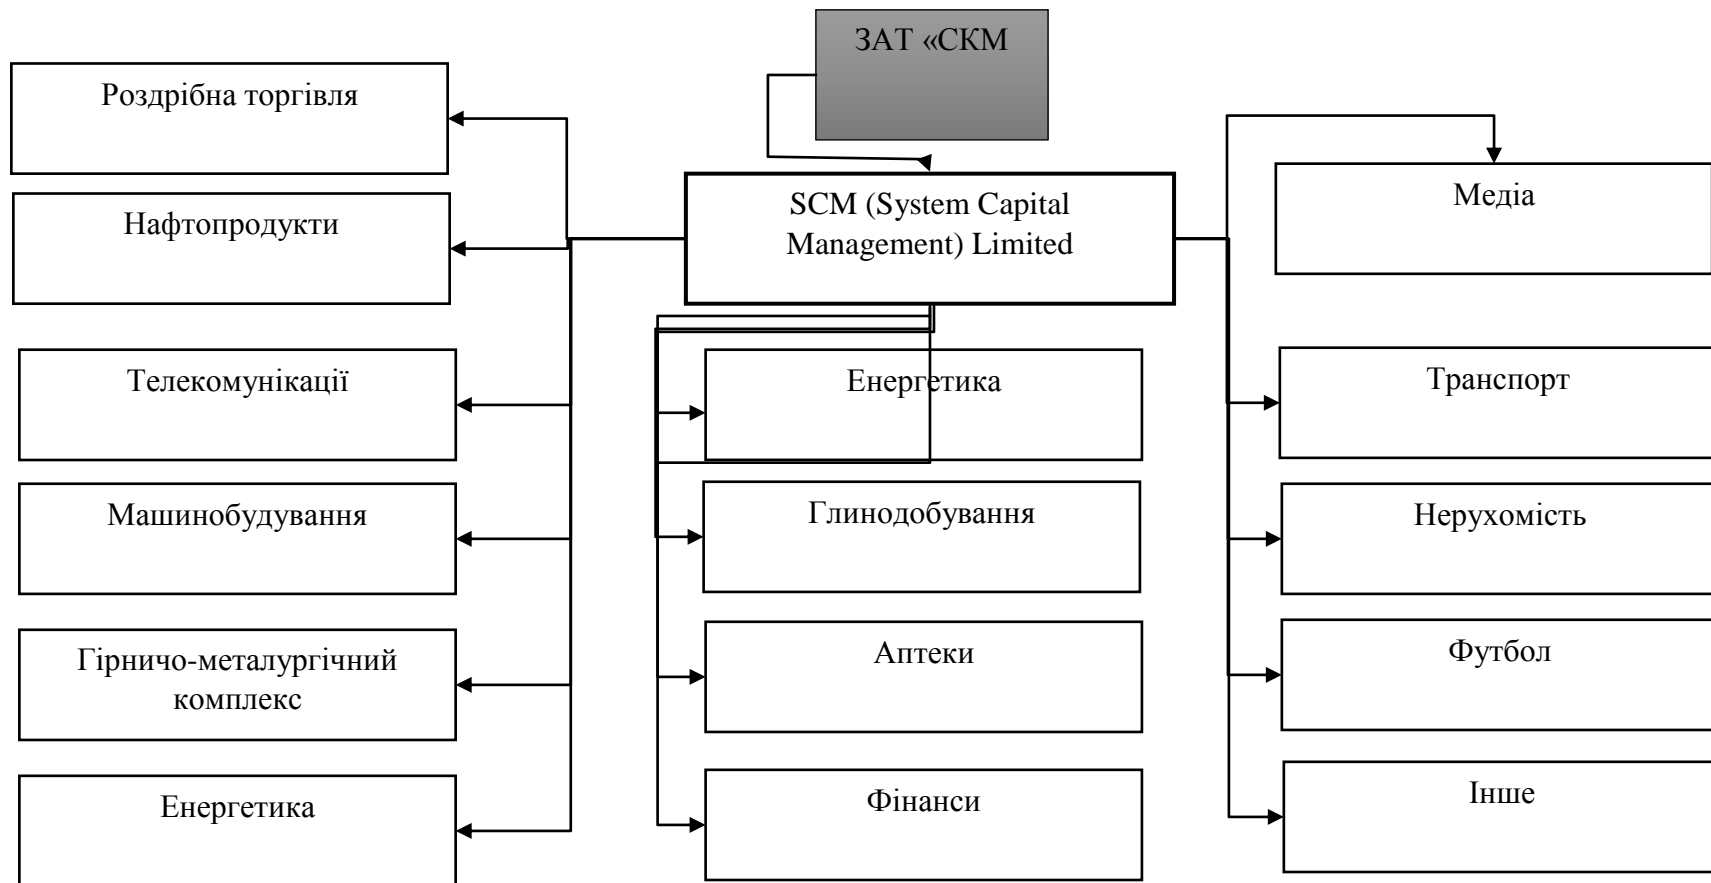 ЗАТ «СКМ
SCM (System Capital
Management) Limited
Роздрібна торгівля
Нафтопродукти
Телекомунікації
Машинобудування
Гірничо-металургічний
комплекс
Енергетика
Енергетика
Глинодобування
Аптеки
Фінанси
Медіа
Транспорт
Нерухомість
Футбол
Інше